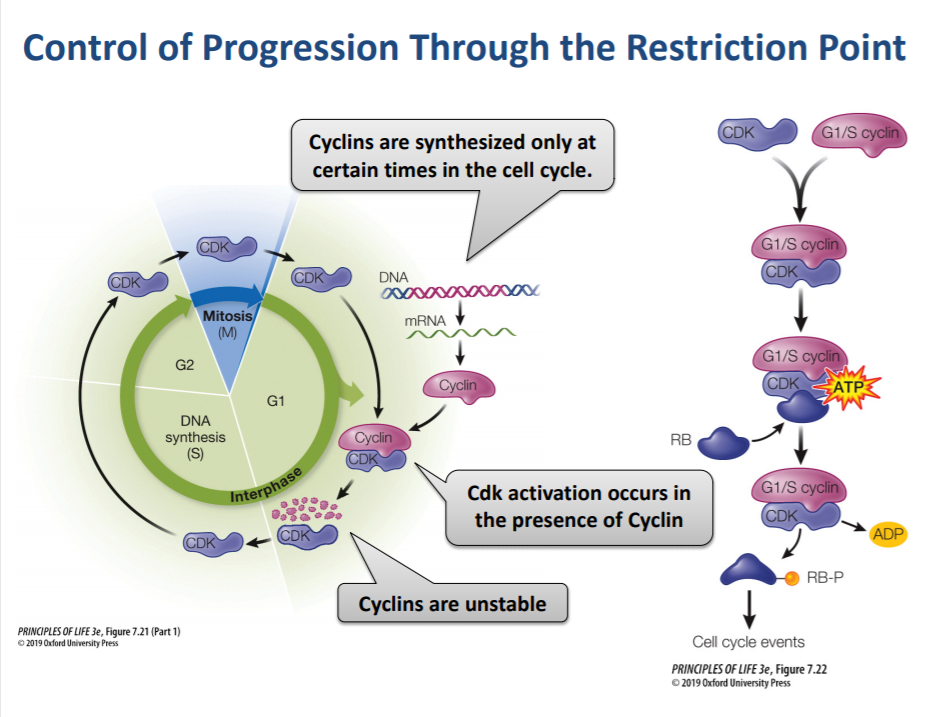 Control of Progression Through the Restriction Point
Cyclins are synthesized only at
certain times in the cell cycle.
CDK
CDK
CDK
Mitosis
(M)
G2
G1
DNA
synthesis
(S)
Interphase
DNA
mRNA
Cyclin
Cyclin
CDK
CDK
CDK
Cdk activation occurs in
the presence of Cyclin
Cyclins are unstable
PRINCIPLES OF LIFE 3e, Figure 7.21 (Part 1)
© 2019 Oxford University Press
CDK
G1/S cyclin
G1/S cyclin
CDK
G1/S cyclin
CDK
ATP
RB
G1/S cyclin
CDK
ADP
RB-P
Cell cycle events
PRINCIPLES OF LIFE 3e, Figure 7.22
© 2019 Oxford University Press